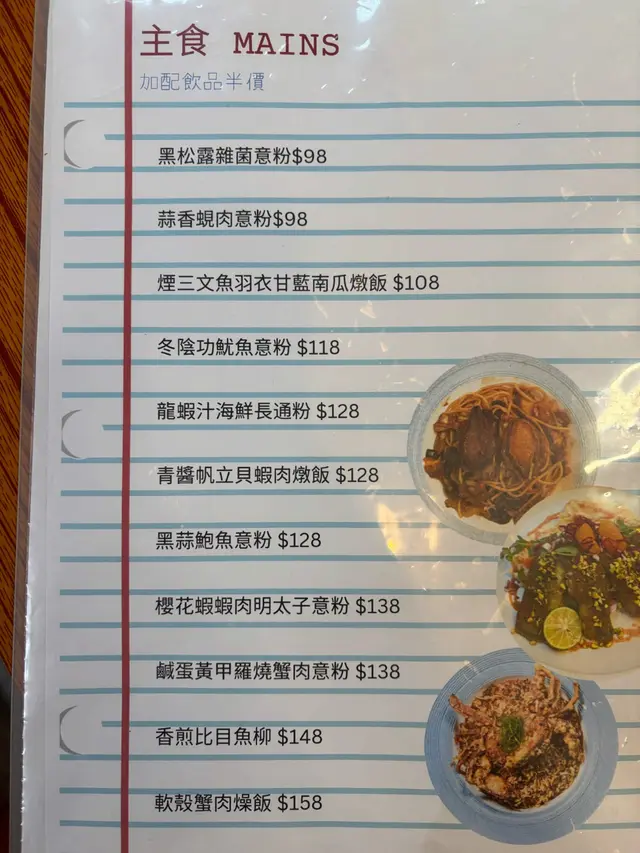 主食 MAINS
加配飲品半價
黑松露雜菌意粉$98
蒜香蜆肉意粉$98
煙三文魚羽衣甘藍南瓜燉飯 $108
冬陰功魷魚意粉 $118
龍蝦汁海鮮長通粉 $128
青醬帆立貝蝦肉燉飯 $128
黑蒜鮑魚意粉 $128
櫻花蝦蝦肉明太子意粉 $138
鹹蛋黃甲羅燒蟹肉意粉 $138
香煎比目魚柳 $148
軟殼蟹肉燥飯 $158